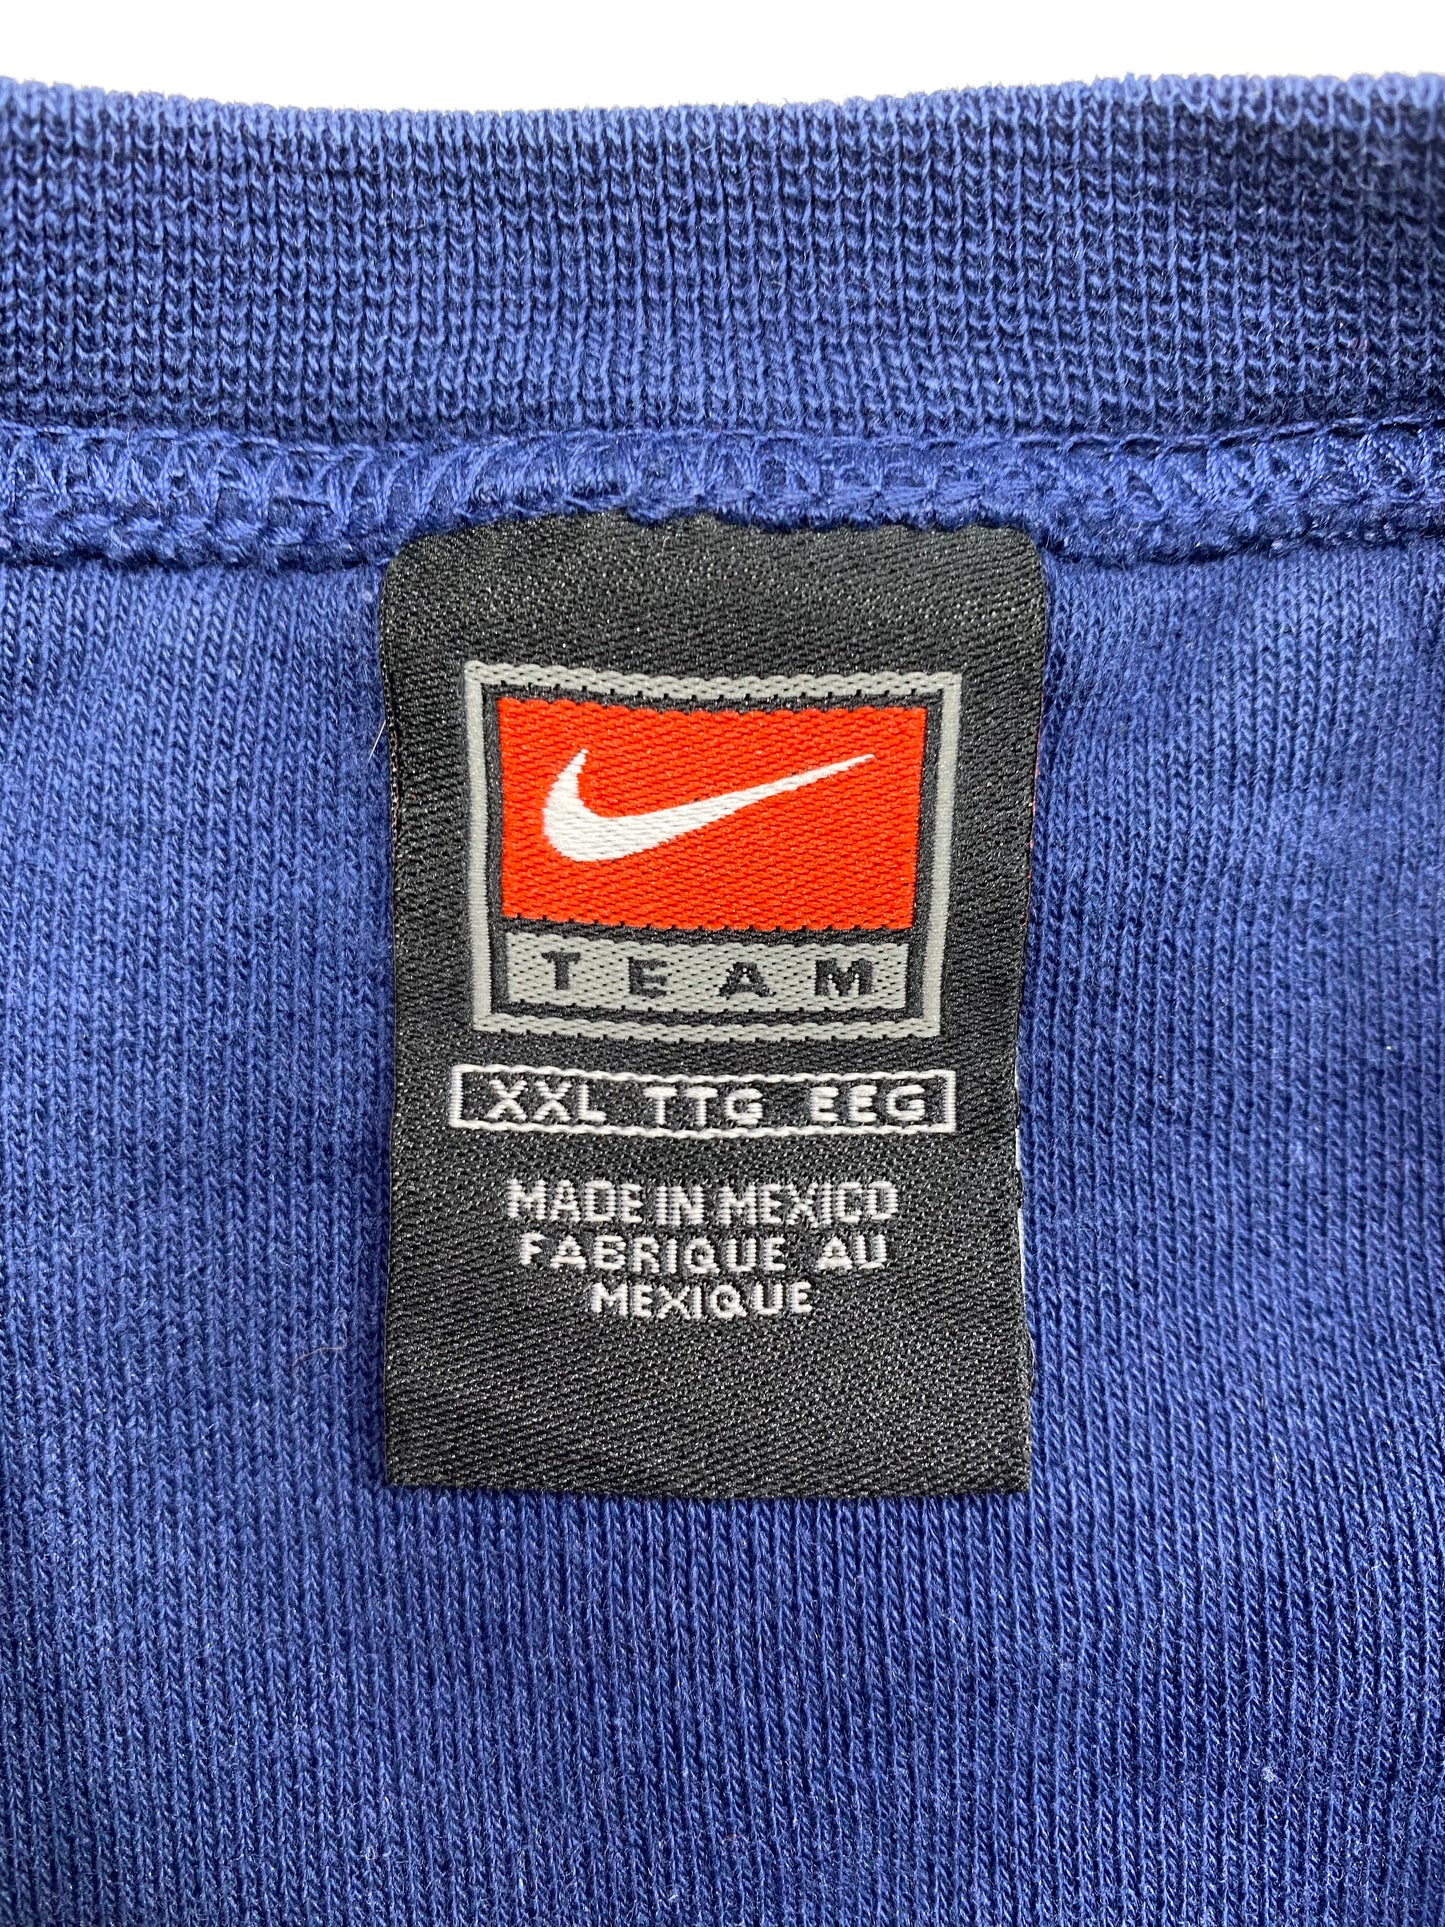 TEAM
XXL TTG EEG
MADE IN MEXICO
FABRIQUE AU
MEXIQUE